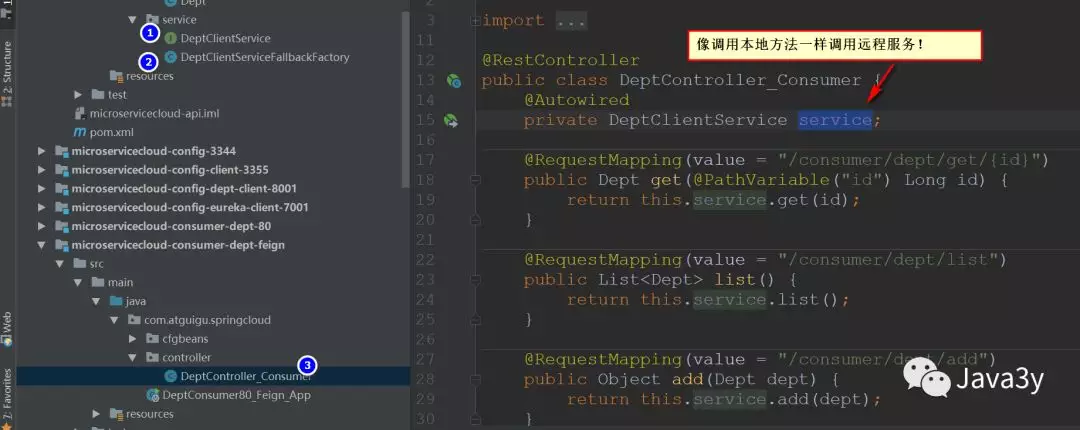 Dept
service
1
DeptClientService
2
DeptClientServiceFallbackFactory
resources
test
microservicecloud-api.iml
pom.xml
microservicecloud-config-3344
microservicecloud-config-client-3355
microservicecloud-config-dept-client-8001
microservicecloud-config-eureka-client-7001
microservicecloud-consumer-dept-80
microservicecloud-consumer-dept-feign
src
main
java
com.atguigu.springcloud
cfgbeans
controller
3
DeptController_Consumer
DeptConsumer80_Feign_App
resources
2: Structure
Web
2: Favorites
3 import ...
11
像调用本地方法一样调用远程服务！
12 @RestController
13 public class DeptController_Consumer {
14 @Autowired
15 private DeptClientService service;
16
17 @RequestMapping(value = "/consumer/dept/get/{id}")
18 public Dept get(@PathVariable("id") Long id) {
19 return this.service.get(id);
20 }
21
22 @RequestMapping(value = "/consumer/dept/list")
23 public List<Dept> list() {
24 return this.service.list();
25 }
26
27 @RequestMapping(value = "/consumer/dept/add")
28 public Object add(Dept dept) {
29 return this.service.add(dept);
30 }
Java3y